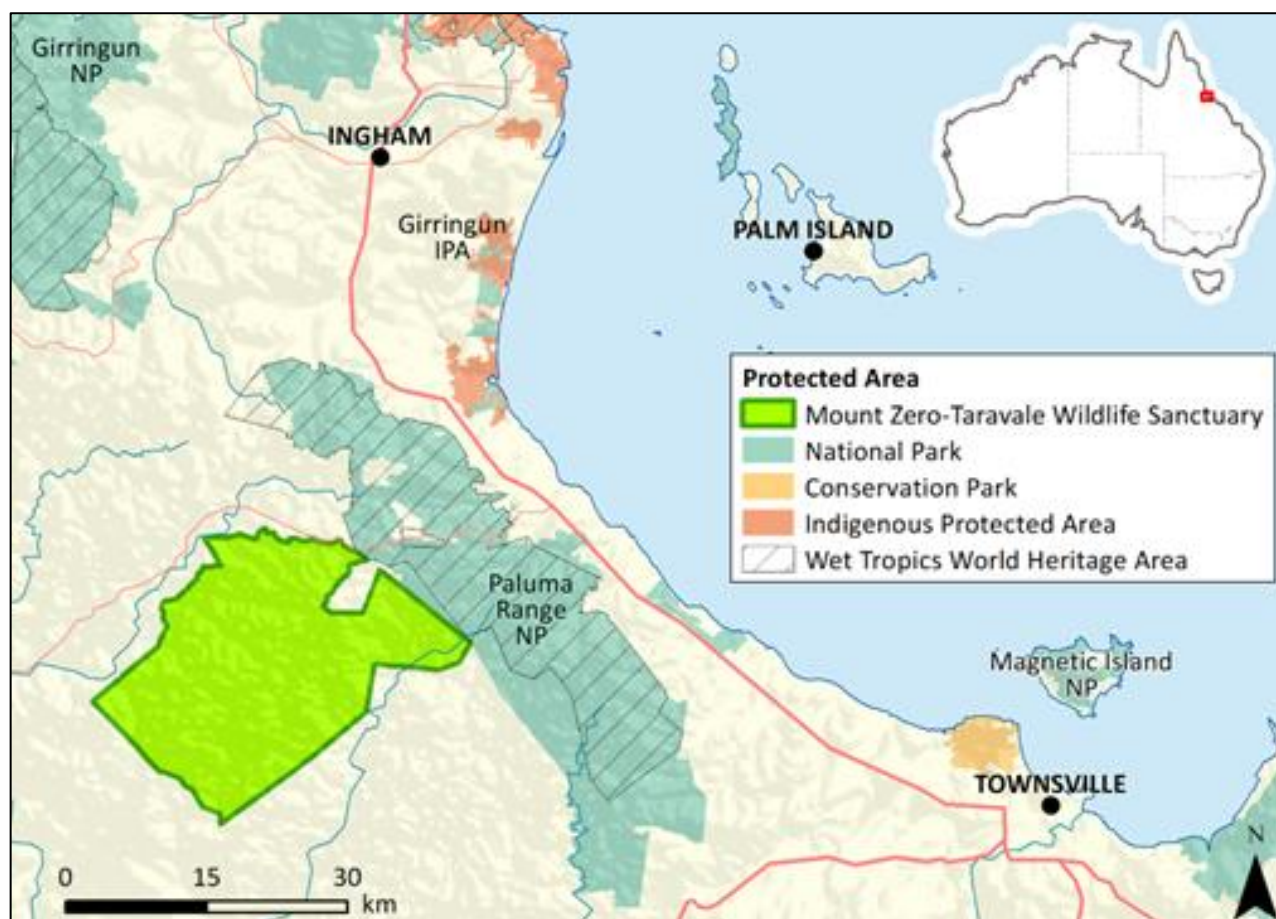 Girringun
NP
INGHAM
Girringun
IPA
PALM ISLAND
Protected Area
Mount Zero-Taravale Wildlife Sanctuary
National Park
Conservation Park
Indigenous Protected Area
Wet Tropics World Heritage Area
Paluma
Range
NP
Magnetic Island
NP
TOWNSVILLE
N
0 15 30
km